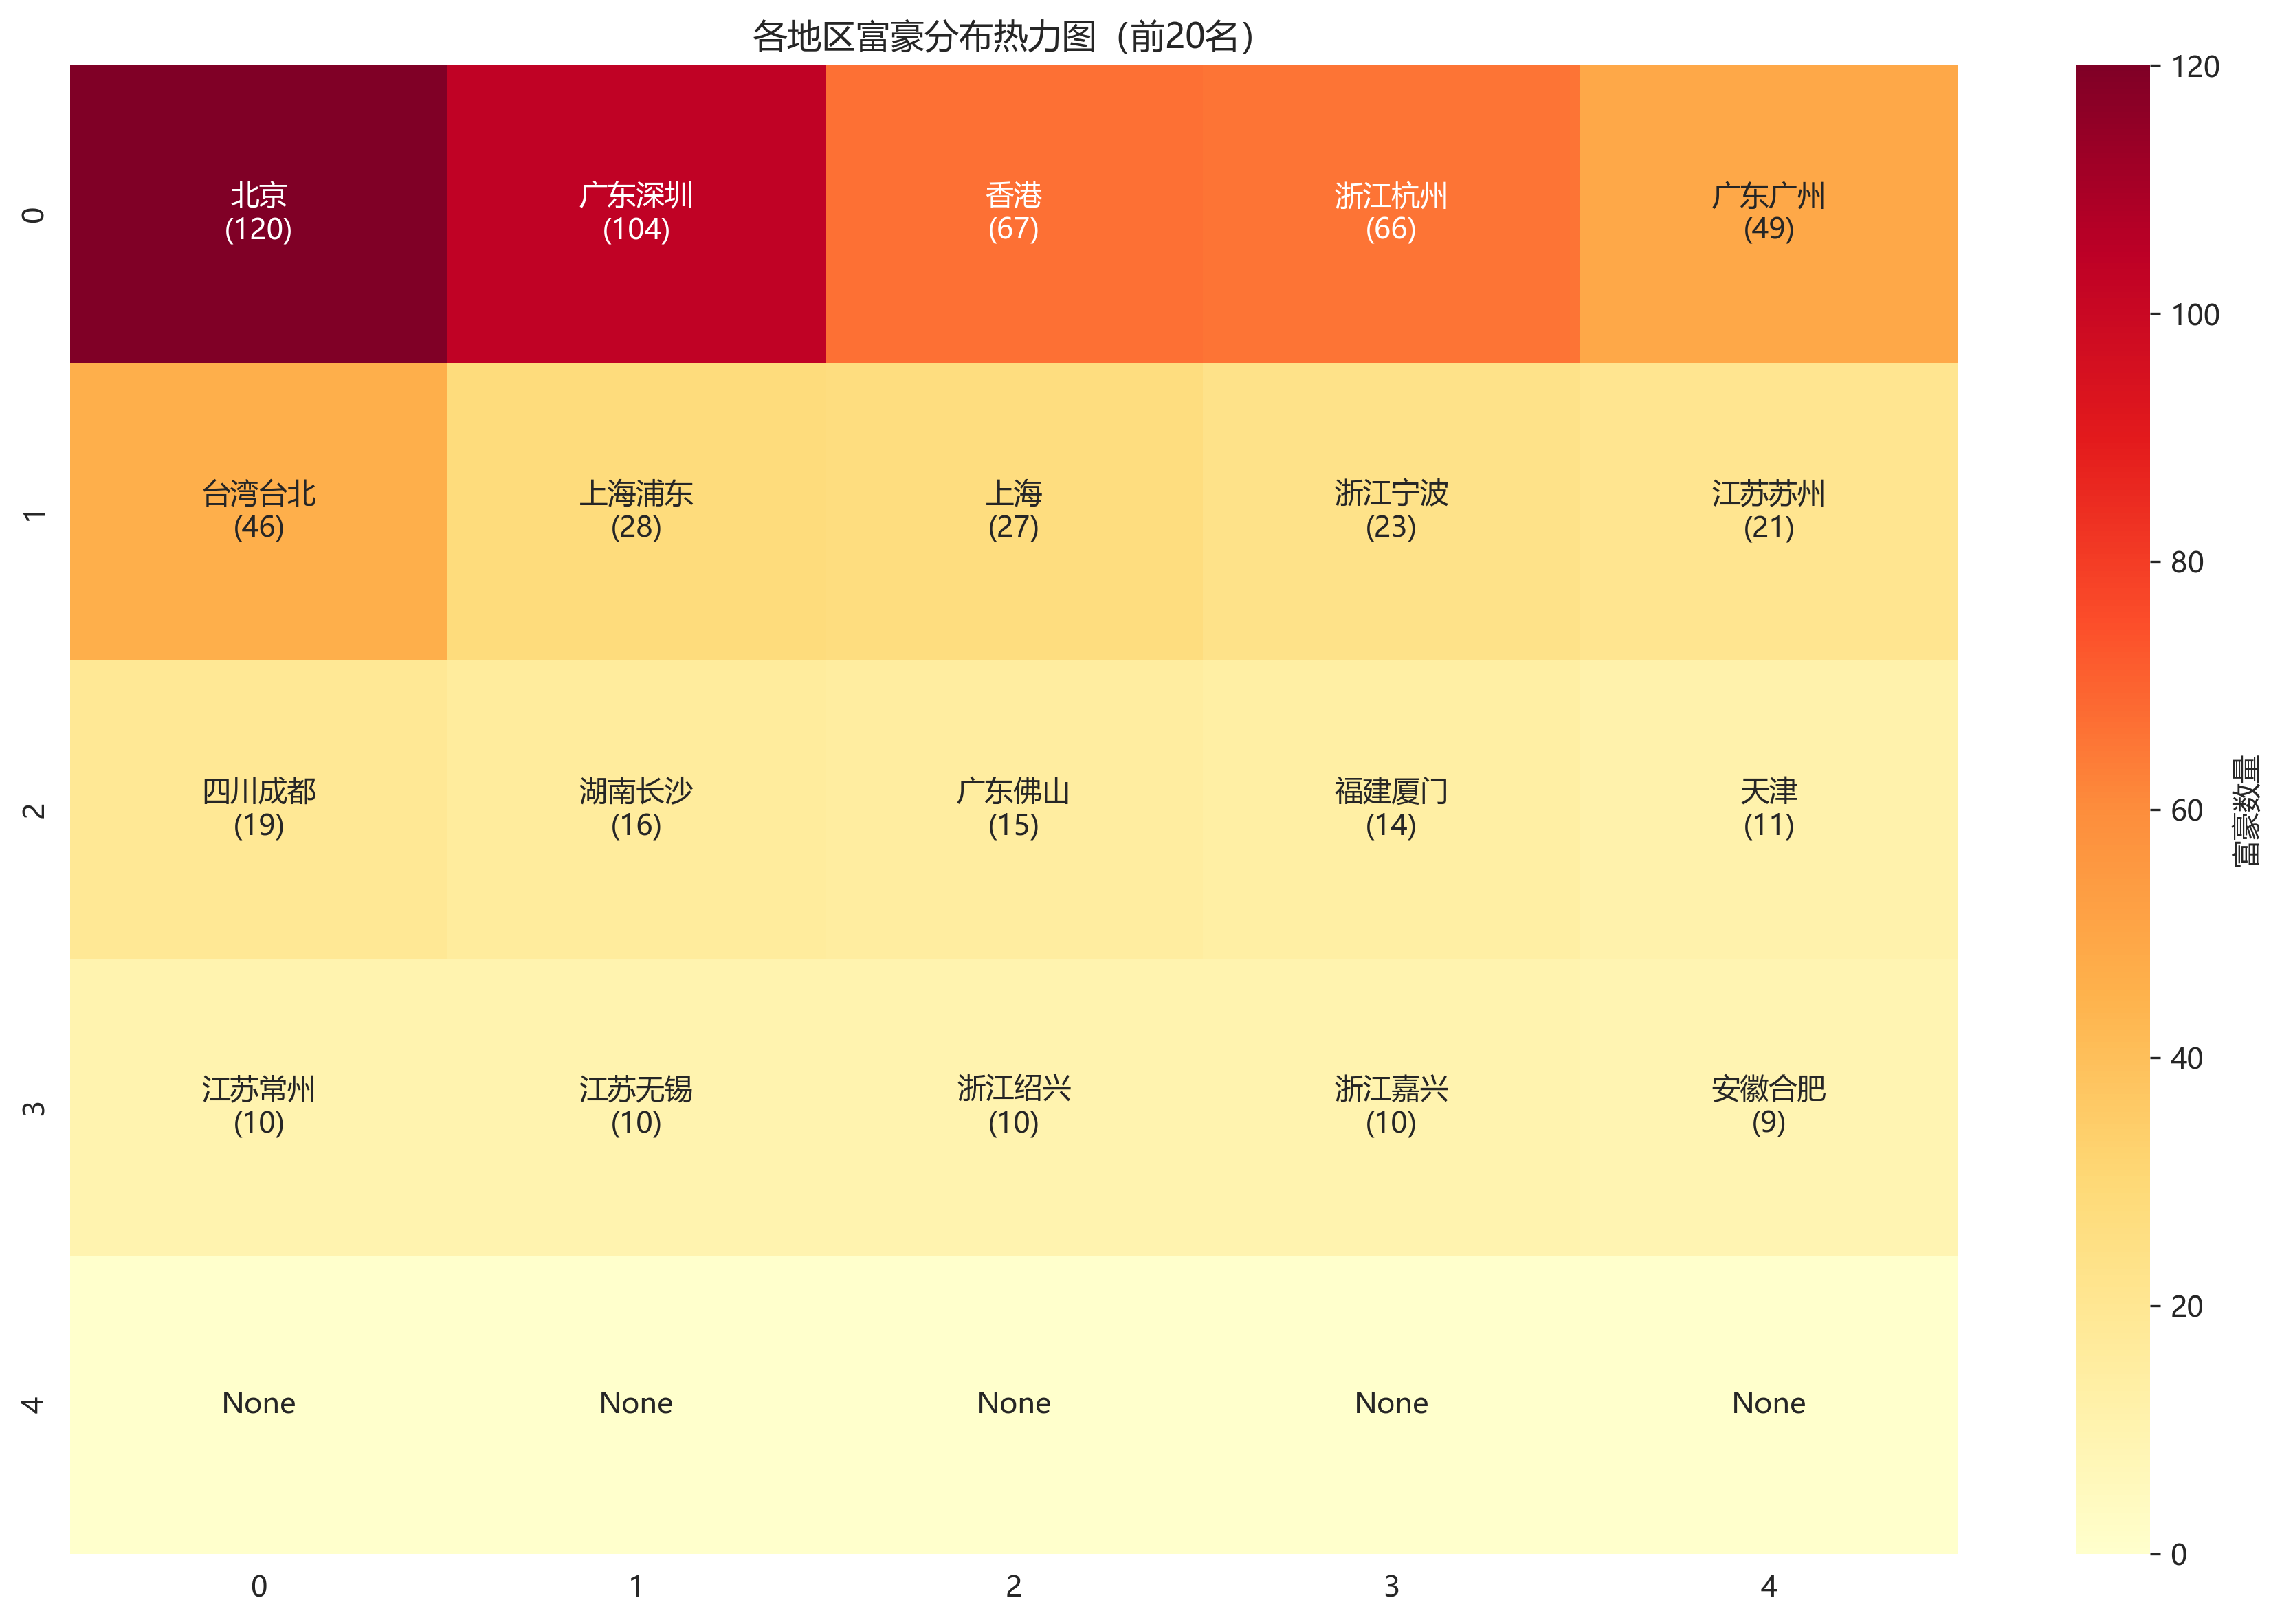 各地区富豪分布热力图（前20名）
北京 广东深圳 香港 浙江杭州 广东广州
(120) (104) (67) (66) (49)
台湾台北 上海浦东 上海 浙江宁波 江苏苏州
(46) (28) (27) (23) (21)
四川成都 湖南长沙 广东佛山 福建厦门 天津
(19) (16) (15) (14) (11)
江苏常州 江苏无锡 浙江绍兴 浙江嘉兴 安徽合肥
(10) (10) (10) (10) (9)
None None None None None
0
1
2
3
4
0 1 2 3 4
120
100
80
60
40
20
0
富豪数量